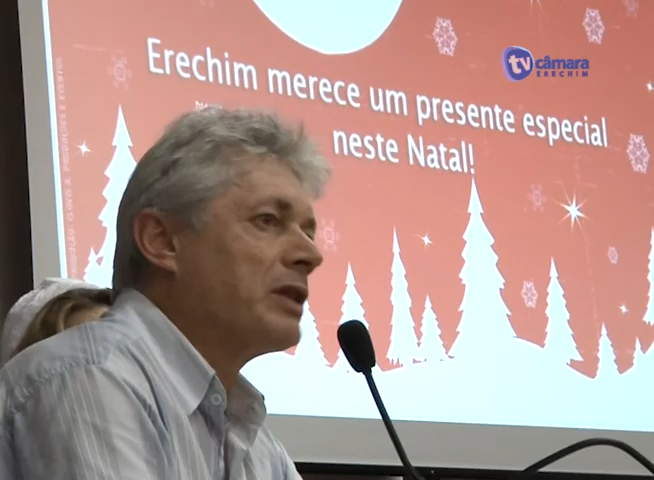 tv câmara
ERECHIM
Erechim merece um presente especial
neste Natal!